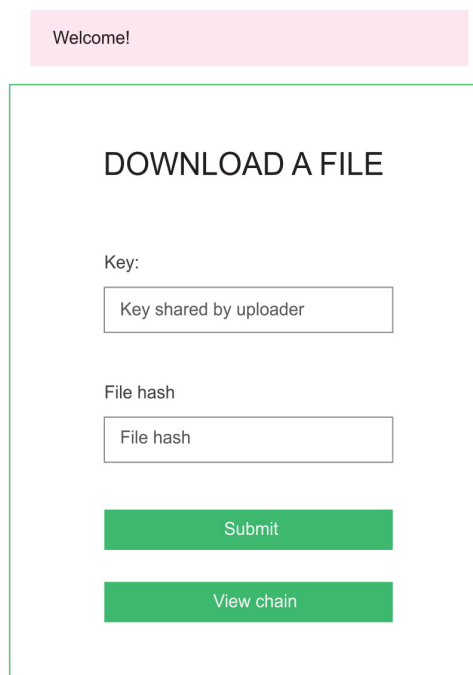 Welcome!
DOWNLOAD A FILE
Key:
Key shared by uploader
File hash
File hash
Submit
View chain